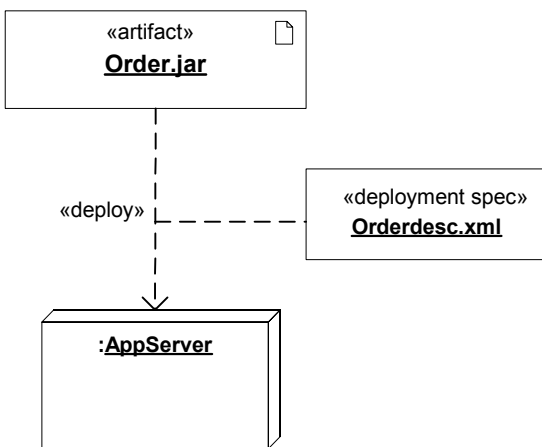 «artifact»
Order.jar
«deploy»
«deployment spec»
Orderdesc.xml
:AppServer